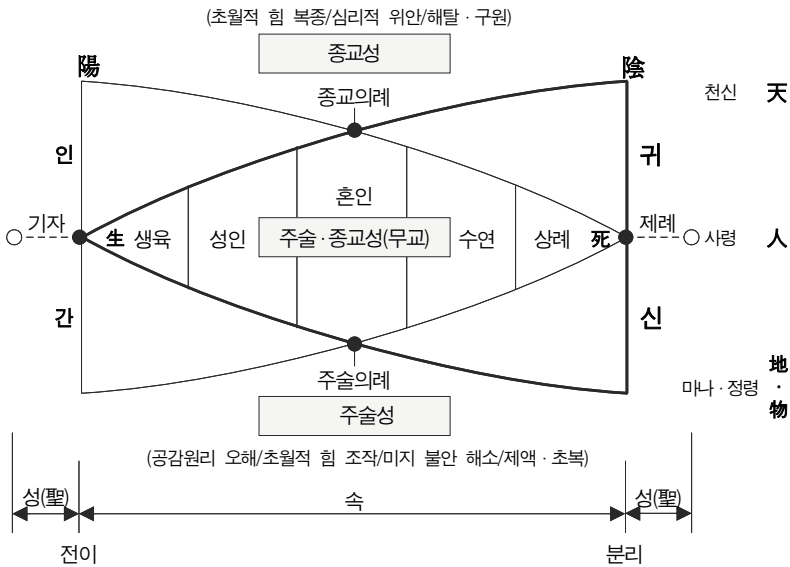 (초월적 힘 복종/심리적 위안/해탈 · 구원)
종교성
陽
陰
종교의례
천신 天
인
귀
혼인
기자
生 생육
성인
주술 · 종교성(무교)
수연
상례
死
제례
사령 人
간
신
주술의례
마나 · 정령
地
·
物
주술성
(공감원리 오해/초월적 힘 조작/미지 불안 해소/제액 · 초복)
성(聖)
속
성(聖)
전이
분리